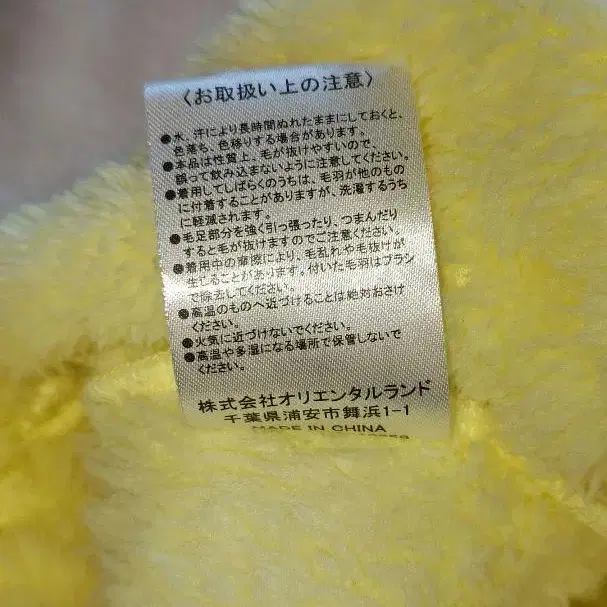 〈お取扱い上の注意〉
●水、汗により長時間ぬれたままにしておくと、
色落ち、色移りする場合があります。
●本品は性質上、毛が抜けやすいので、
誤って飲み込まないように注意してください。
●着用してしばらくのうちは、毛羽が他のもの
に付着することがありますが、洗濯するうち
に軽減されます。
●毛足部分を強く引っ張ったり、つまんだり
すると毛が抜けますのでご注意ください。
●着用中の摩擦により、毛乱れや毛抜けが
生じることがあります。付いた毛羽はブラシ
で除去してください。
●高温のものへ近づけることは絶対おさけ
ください。
●火気に近づけないでください。
●高温や多湿になる場所で保管しないで
ください。
株式会社オリエンタルランド
千葉県浦安市舞浜1-1
MADE IN CHINA